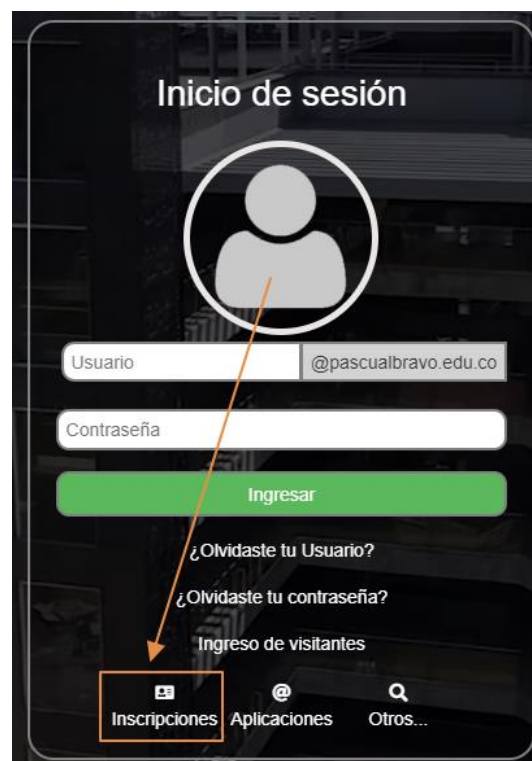 Inicio de sesión
Usuario @pascualbravo.edu.co
Contraseña
Ingresar
¿Olvidaste tu Usuario?
¿Olvidaste tu contraseña?
Ingreso de visitantes
@
Inscripciones Aplicaciones Otros...